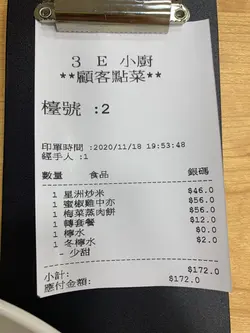 ３ Ｅ 小廚
**顧客點菜**
檯號 :2
印單時間 :2020/11/18 19:53:48
經手人 :1
數量 食品 銀碼
1 星洲炒米 $46.0
1 蜜椒雞中亦 $56.0
1 梅菜蒸肉餅 $56.0
1 轉套餐 $12.0
1 檸水 $0.0
1 冬檸水 $2.0
- 少甜
小計: $172.0
應付金額: $172.0